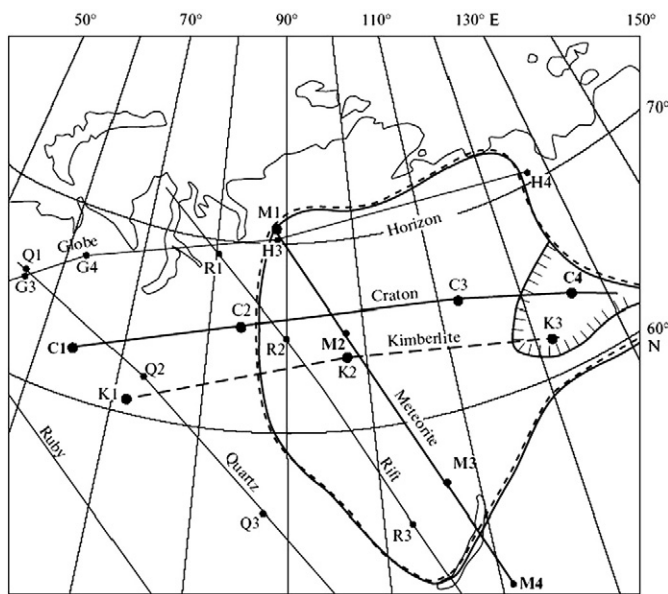 50° 70° 90° 110° 130° E 150°
70°
M1
H4
Horizon
H3
Q1 Globe
G4
R1
G3
C3
C4
Craton
C2
K3
M2
Kimberlite
60°
N
C1
R2
K2
Q2
K1
Meteorite
Ruby
Quartz
Rift
M3
Q3
R3
M4